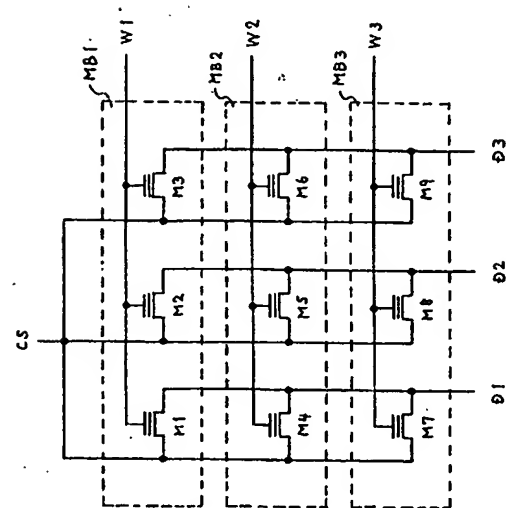 CS
MB1
W1
M1 M2 M3
MB2
W2
M4 M5 M6
MB3
W3
M7 M8 M9
D1 D2 D3